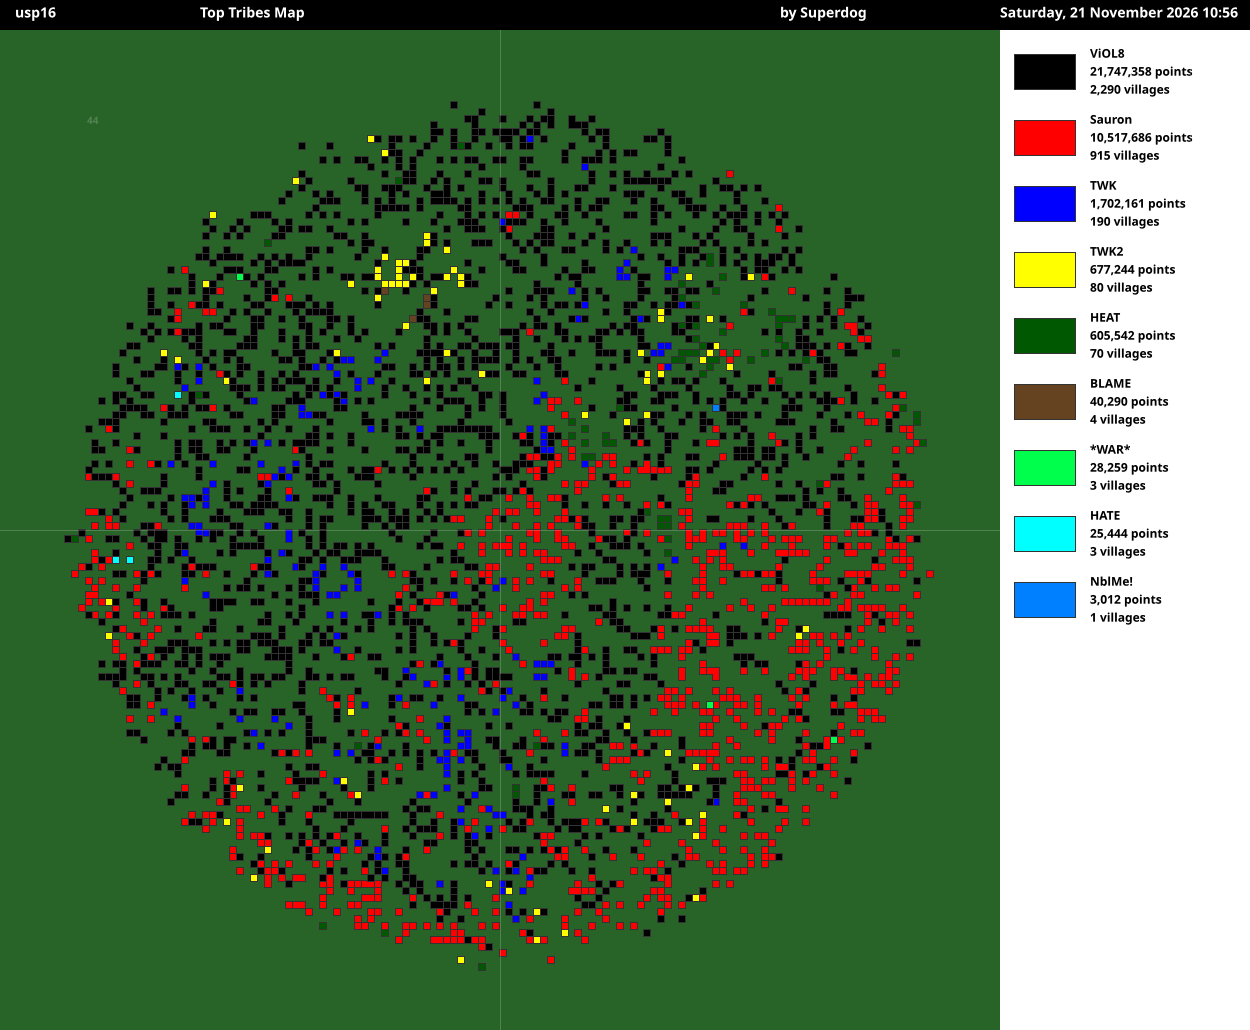 usp16
Top Tribes Map
by Superdog
Saturday, 21 November 2026 10:56
44
ViOL8
21,747,358 points
2,290 villages
Sauron
10,517,686 points
915 villages
TWK
1,702,161 points
190 villages
TWK2
677,244 points
80 villages
HEAT
605,542 points
70 villages
BLAME
40,290 points
4 villages
*WAR*
28,259 points
3 villages
HATE
25,444 points
3 villages
NblMe!
3,012 points
1 villages